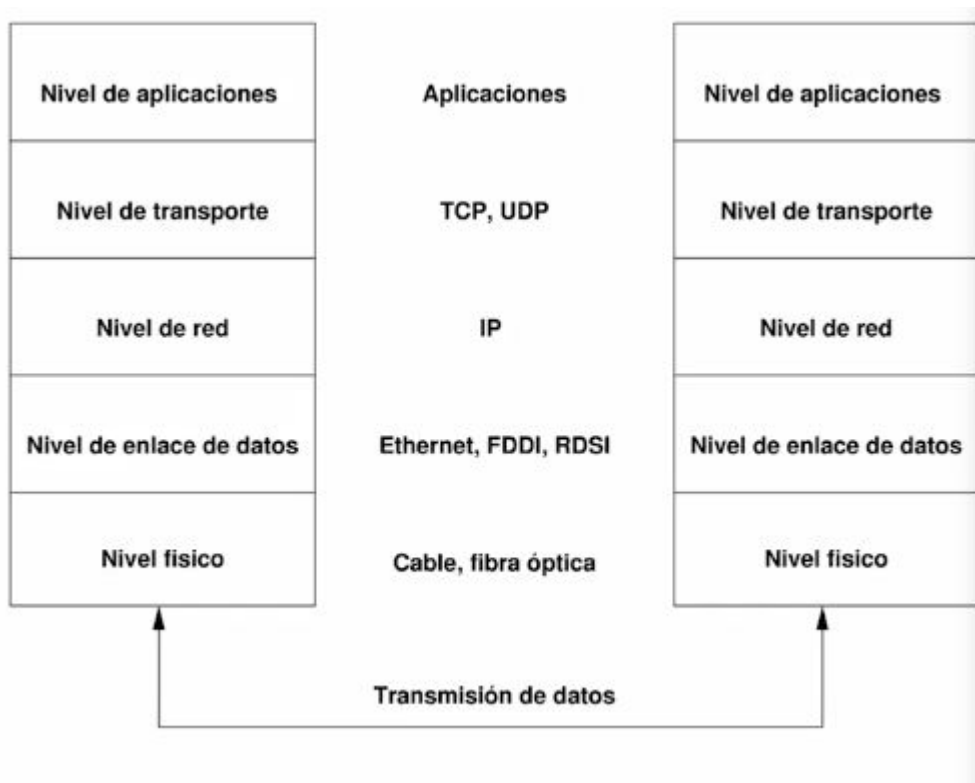 Nivel de aplicaciones
Aplicaciones
Nivel de aplicaciones
Nivel de transporte
TCP, UDP
Nivel de transporte
Nivel de red
IP
Nivel de red
Nivel de enlace de datos
Ethernet, FDDI, RDSI
Nivel de enlace de datos
Nivel fisico
Cable, fibra óptica
Nivel fisico
Transmisión de datos